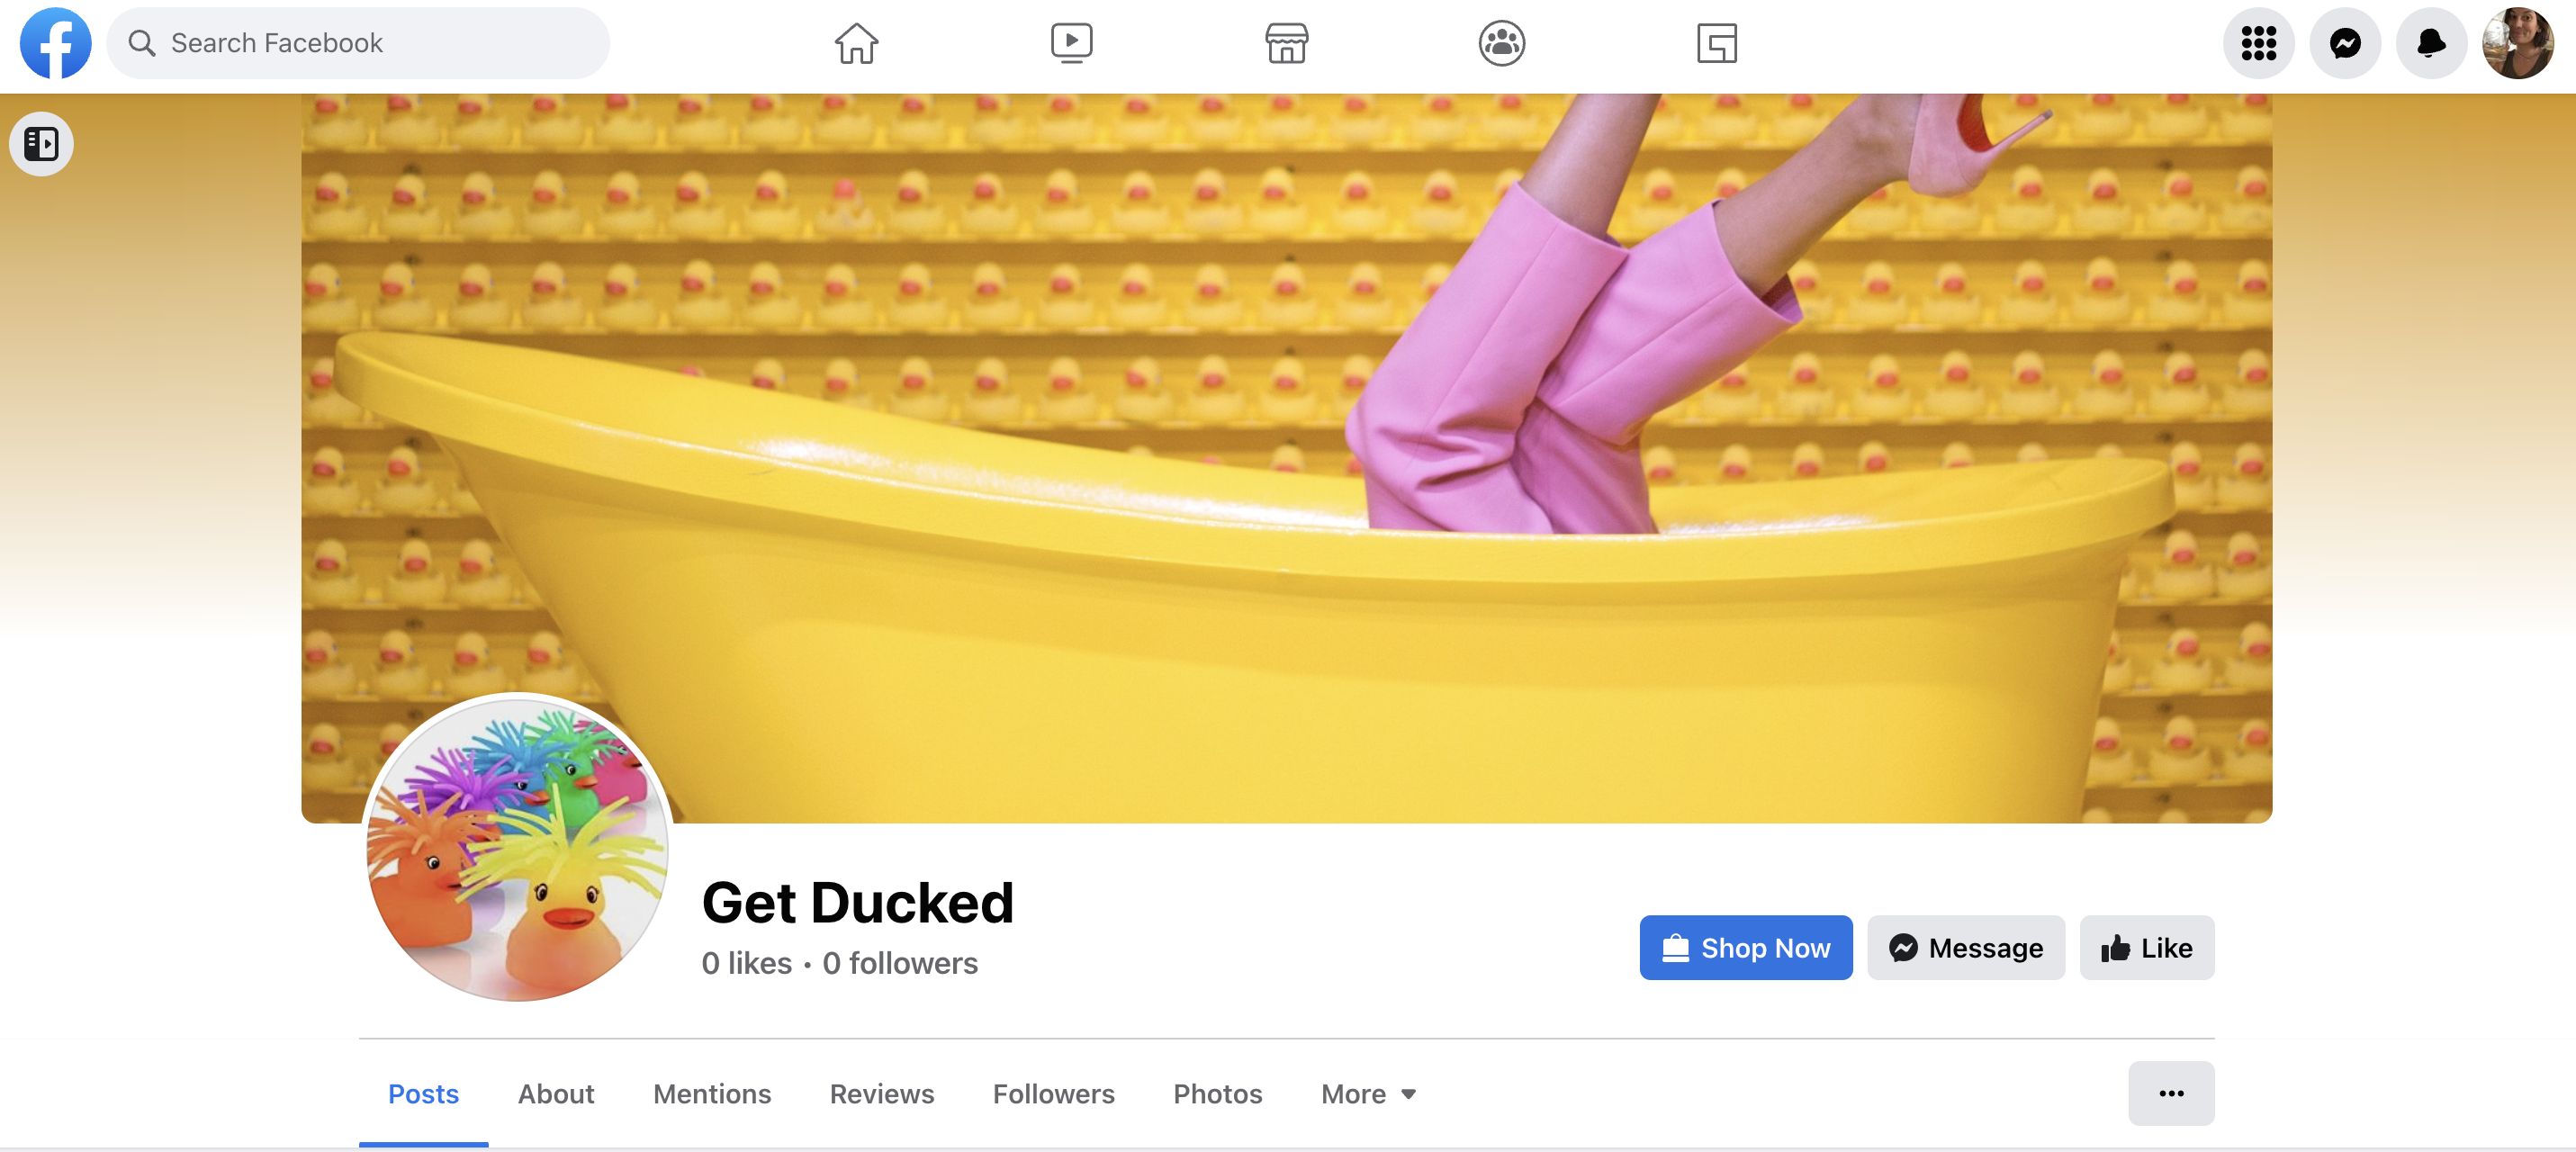 Search Facebook
Get Ducked
0 likes • 0 followers
Shop Now
Message
Like
Posts
About
Mentions
Reviews
Followers
Photos
More